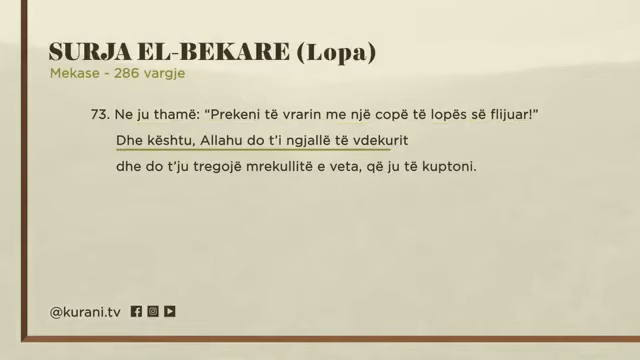 SURJA EL-BEKARE (Lopa)
Mekase - 286 vargje
73. Ne ju thamë: “Prekeni të vrarin me një copë të lopës së flijuar!”
Dhe kështu, Allahu do t’i ngjallë të vdekurit
dhe do t’ju tregojë mrekullitë e veta, që ju të kuptoni.
@kurani.tv